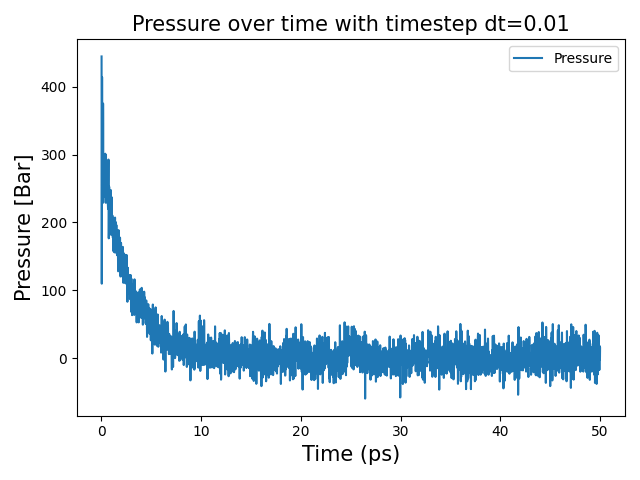 Pressure over time with timestep dt=0.01
Pressure
Pressure [Bar]
400
300
200
100
0
0 10 20 30 40 50
Time (ps)